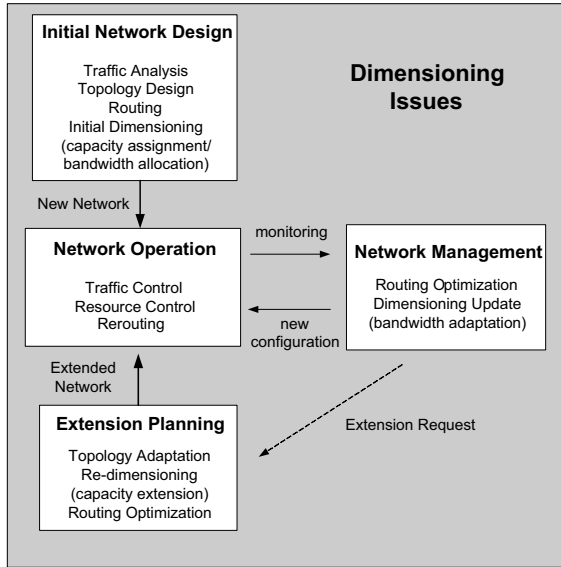 Initial Network Design
Traffic Analysis
Topology Design
Routing
Initial Dimensioning
(capacity assignment/
bandwidth allocation)
Dimensioning
Issues
New Network
Network Operation
Traffic Control
Resource Control
Rerouting
monitoring
new
configuration
Network Management
Routing Optimization
Dimensioning Update
(bandwidth adaptation)
Extended
Network
Extension Request
Extension Planning
Topology Adaptation
Re-dimensioning
(capacity extension)
Routing Optimization